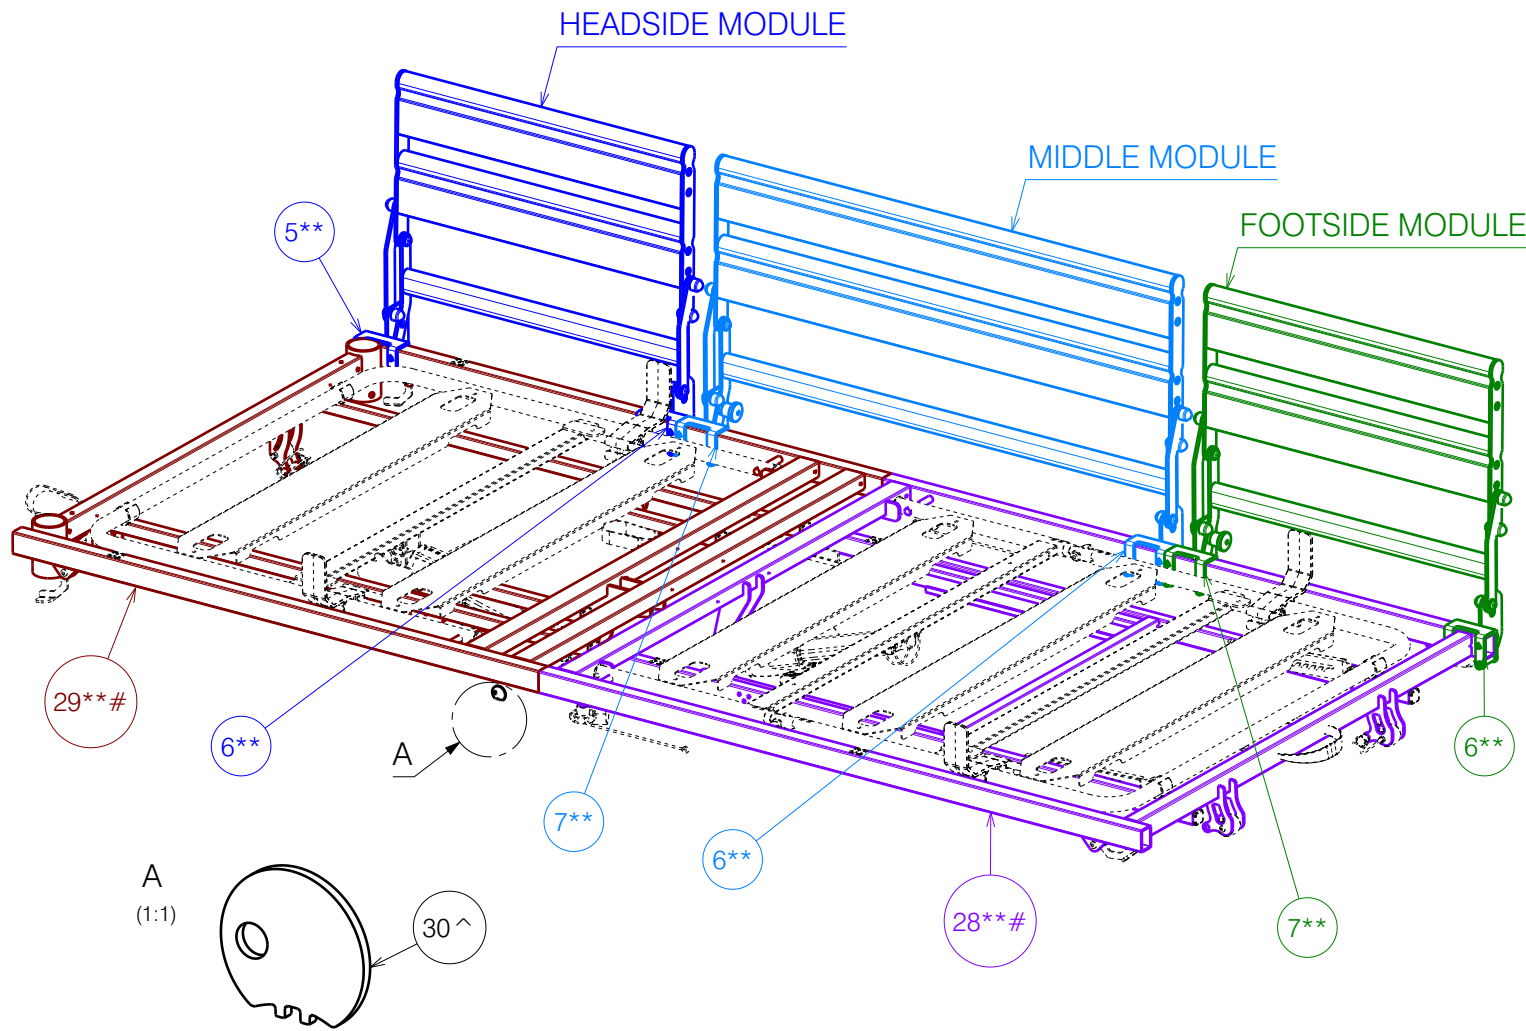 HEADSIDE MODULE
MIDDLE MODULE
FOOTSIDE MODULE
5**
29**#
6**
A
7**
6**
28**#
7**
6**
A
(1:1)
30^